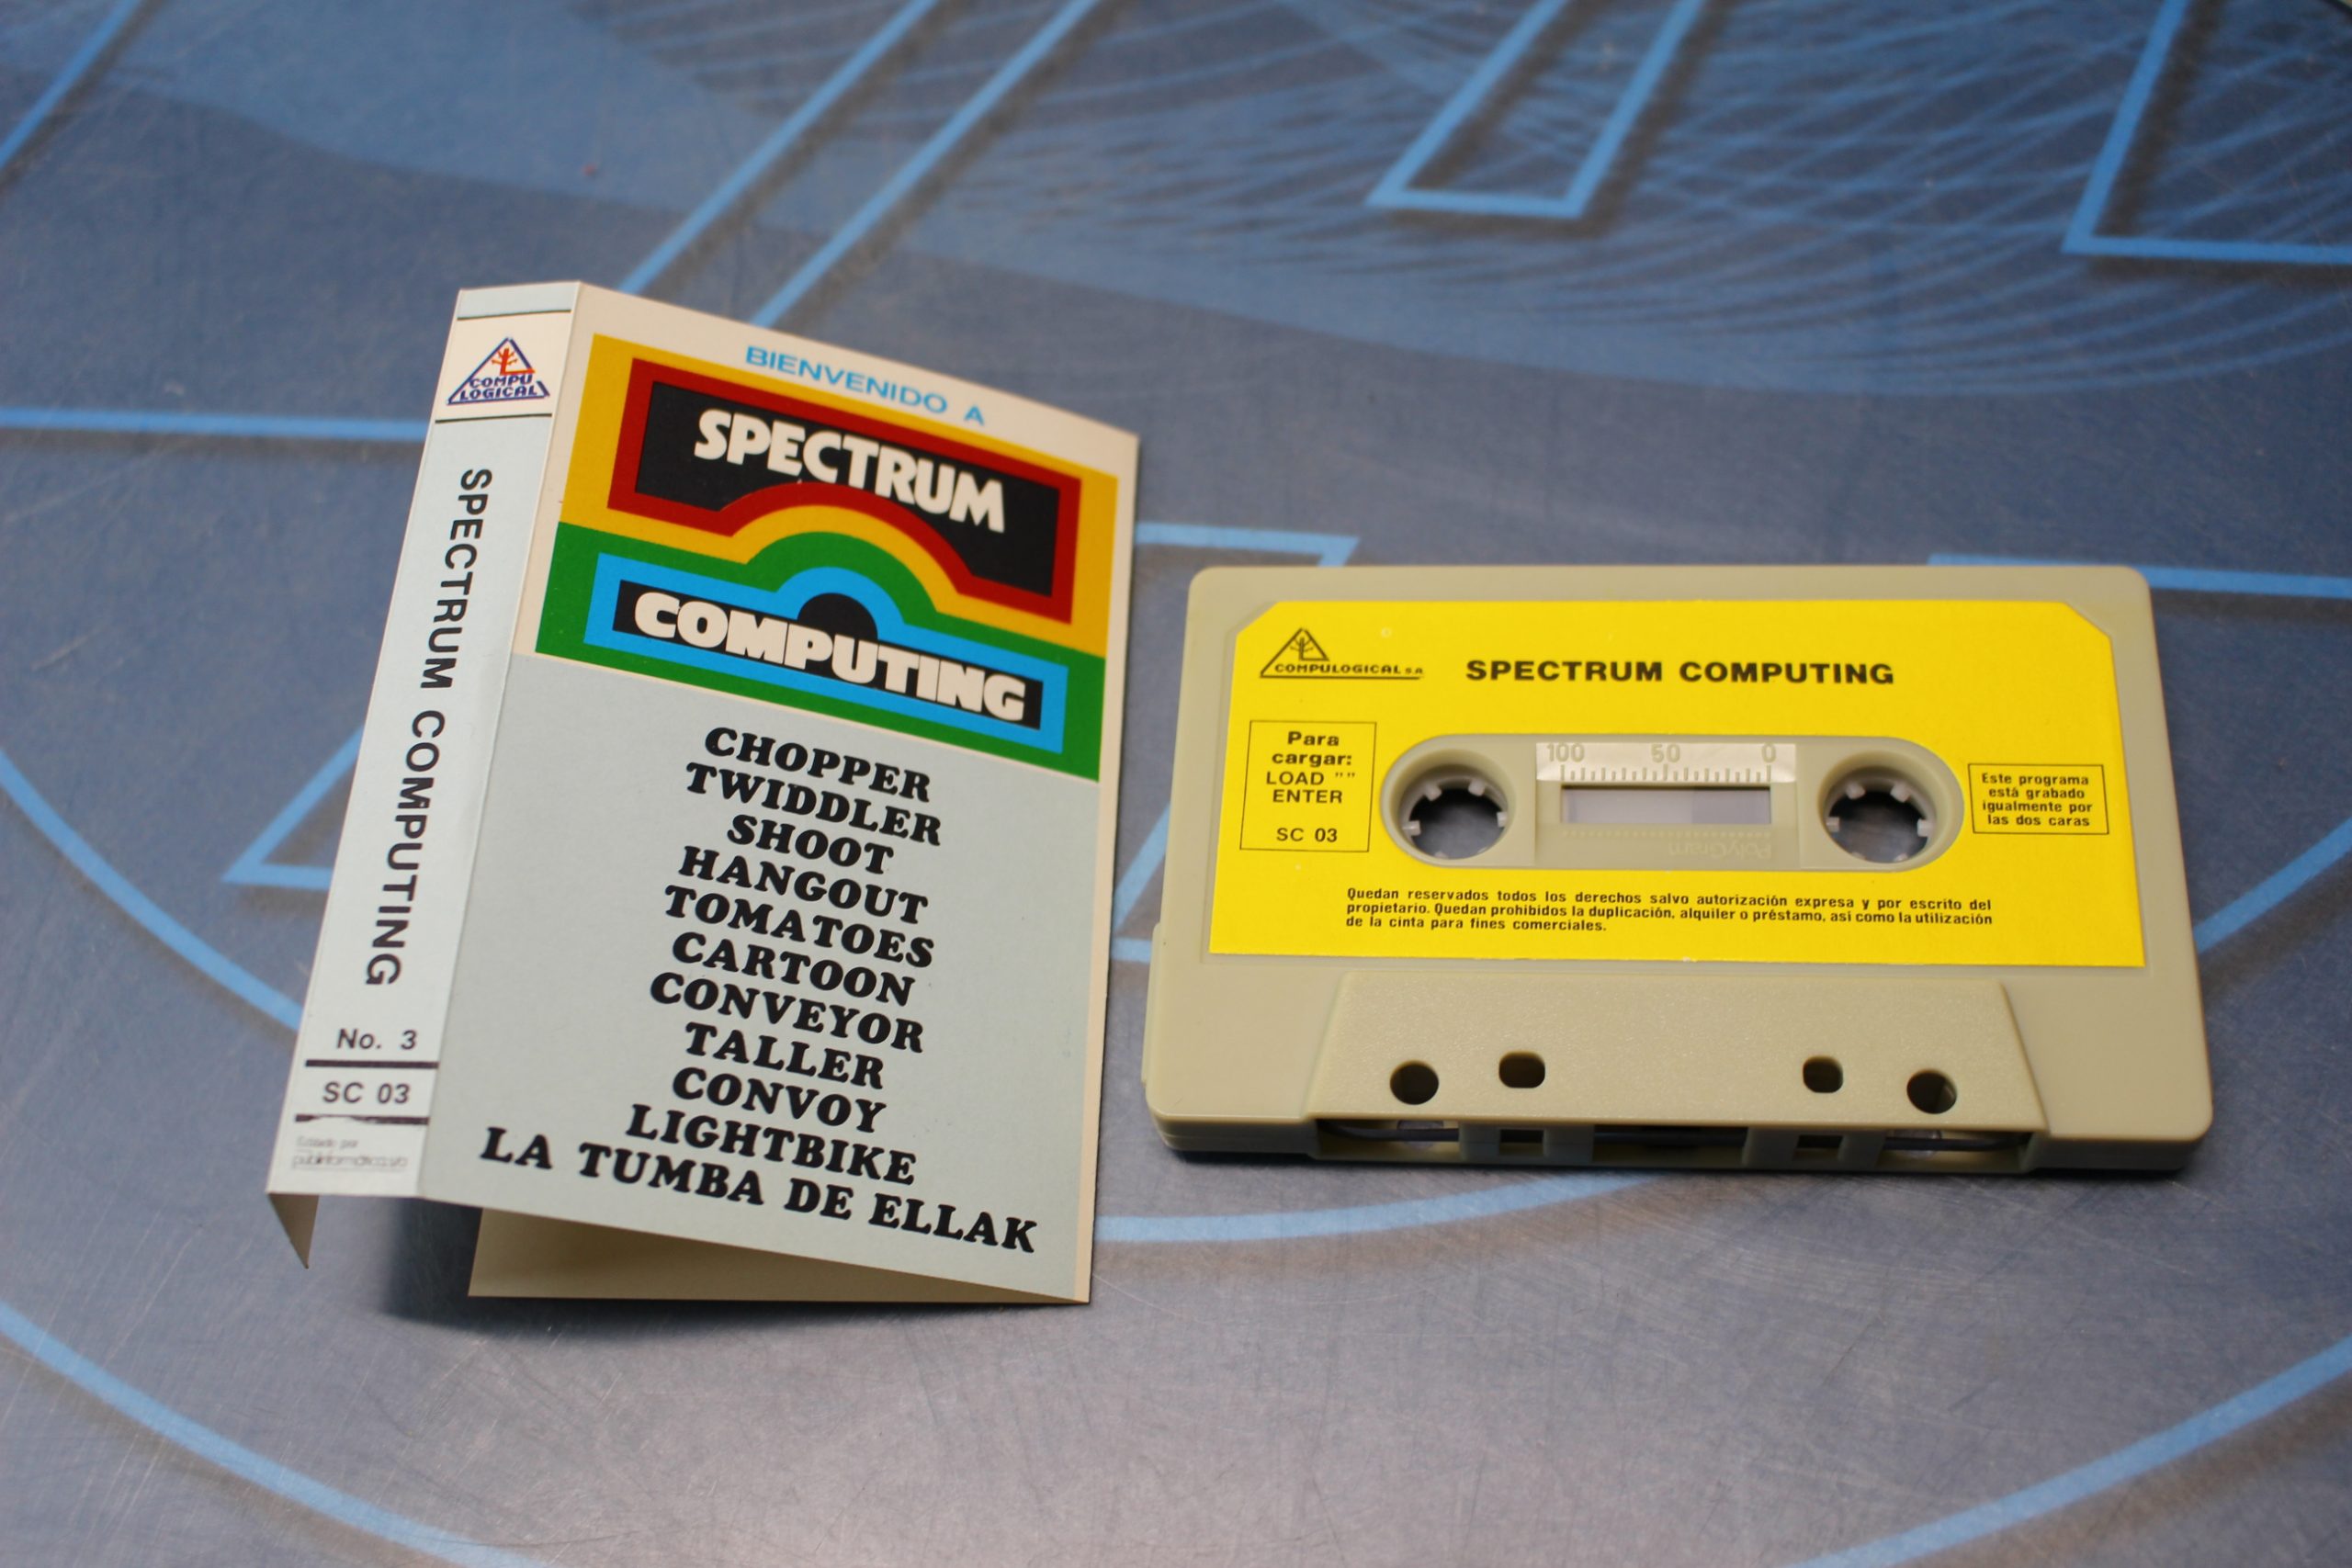 COMPU
LOGICAL
SPECTRUM COMPUTING
No. 3
SC 03
Editado por
BIENVENIDO A
SPECTRUM
COMPUTING
CHOPPER
TWIDDLER
SHOOT
HANGOUT
TOMATOES
CARTOON
CONVEYOR
TALLER
CONVOY
LIGHTBIKE
LA TUMBA DE ELLAK
COMPULOGICAL S.A.
SPECTRUM COMPUTING
Para
cargar:
LOAD ""
ENTER
SC 03
100 50 0
PolyGram
Este programa
está grabado
igualmente por
las dos caras
Quedan reservados todos los derechos salvo autorización expresa y por escrito del
propietario. Quedan prohibidos la duplicación, alquiler o préstamo, así como la utilización
de la cinta para fines comerciales.